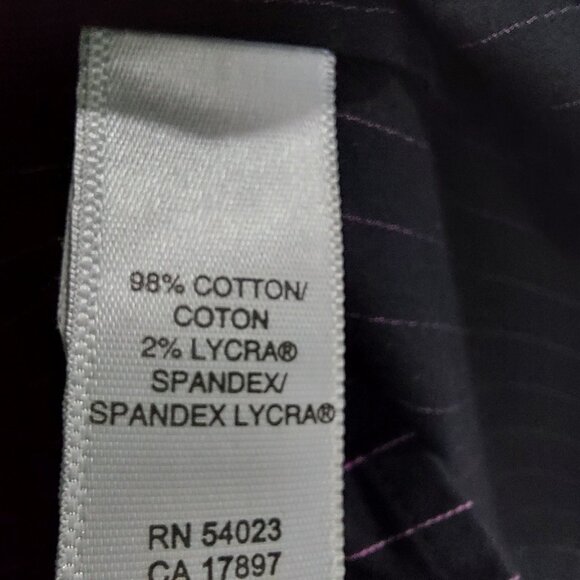 98% COTTON/
COTON
2% LYCRA®
SPANDEX/
SPANDEX LYCRA®
RN 54023
CA 17897